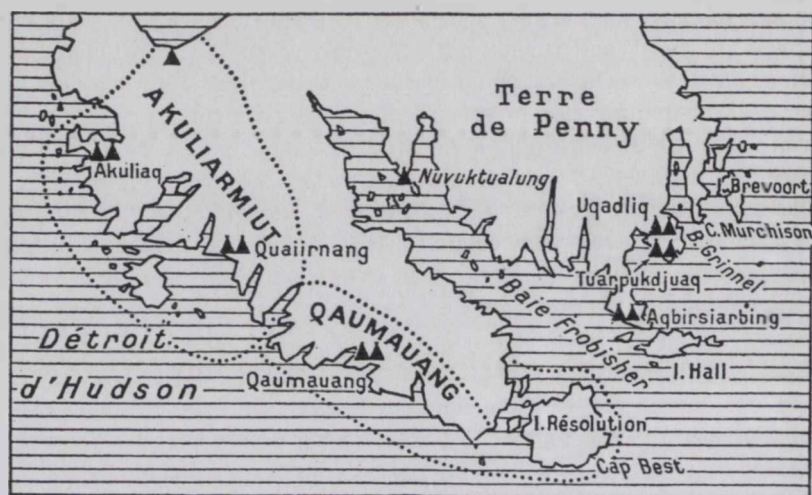 Terre
de Penny
AKULIARMIUT
Akuliaq
Nuvuktualung
I. Brevoort
Uqadliq
C. Murchison
Quaiirnang
B. Grinnel
Tuarpukdjuaq
Baie Frobisher
QAUMAUANG
Aqbirsiarbing
Détroit
d'Hudson
Qaumauang
I. Hall
I. Résolution
Cap Best